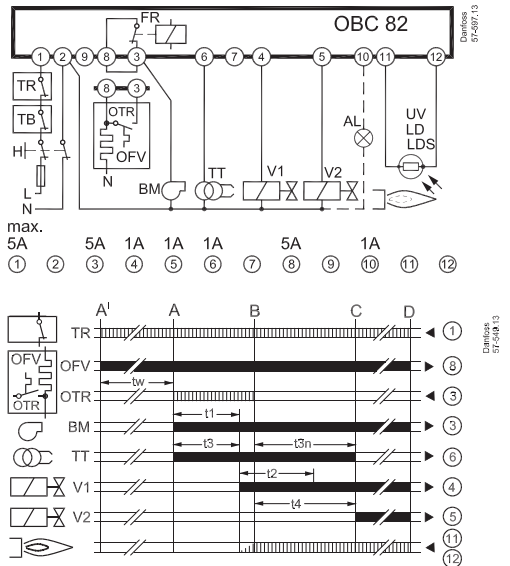 FR
OBC 82
Danfoss
57-597.13
1 2 9 8 3 6 7 4 5 10 11 12
TR
8 3
TB
OTR
OFV
H
AL
UV
LD
LDS
BM
TT
V1
V2
L
N
N
max.
5A 5A 1A 1A 1A 5A 1A
1 2 3 4 5 6 7 8 9 10 11 12
A' A B C D
Danfoss
57-549.13
TR 1
OFV
OTR
OFV 8
tw
OTR 3
t1
BM 3
t3 t3n
TT 6
t2
V1 4
t4
V2 5
11
12